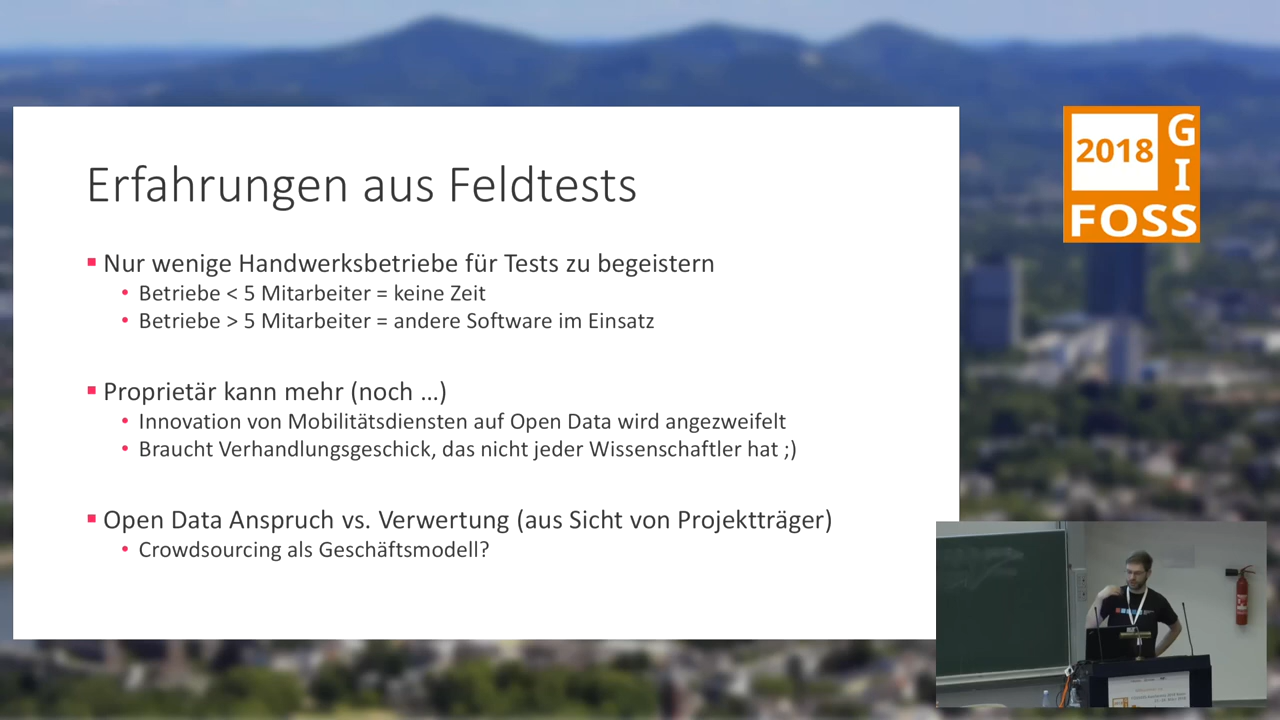 Erfahrungen aus Feldtests
Nur wenige Handwerksbetriebe für Tests zu begeistern
Betriebe < 5 Mitarbeiter = keine Zeit
Betriebe > 5 Mitarbeiter = andere Software im Einsatz
Proprietär kann mehr (noch ...)
Innovation von Mobilitätsdiensten auf Open Data wird angezweifelt
Braucht Verhandlungsgeschick, das nicht jeder Wissenschaftler hat ;)
Open Data Anspruch vs. Verwertung (aus Sicht von Projektträger)
Crowdsourcing als Geschäftsmodell?
2018
GI
FOSS